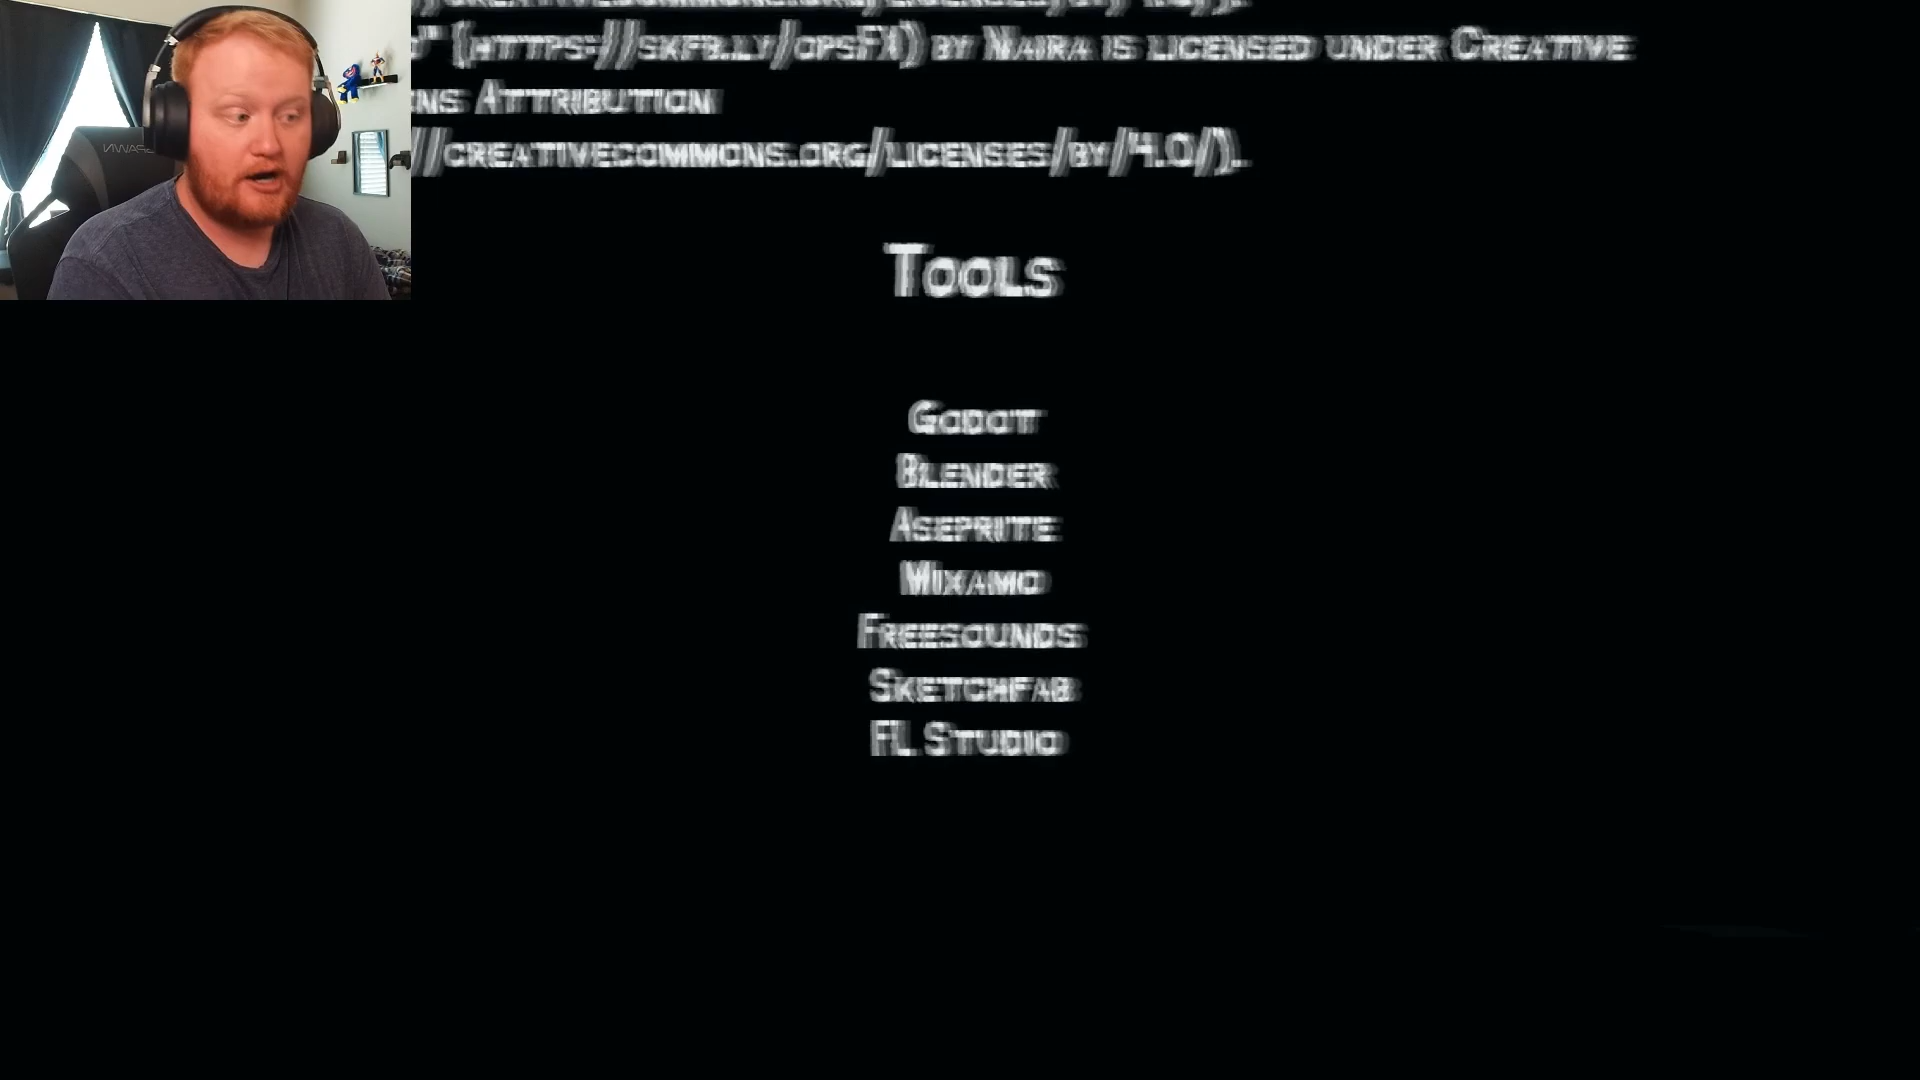 " (https://skfb.ly/opsFX) by Naira is licensed under Creative
ns Attribution
//creativecommons.org/licenses/by/4.0/).
Tools
Godot
Blender
Aseprite
Mixamo
Freesounds
Sketchfab
FL Studio